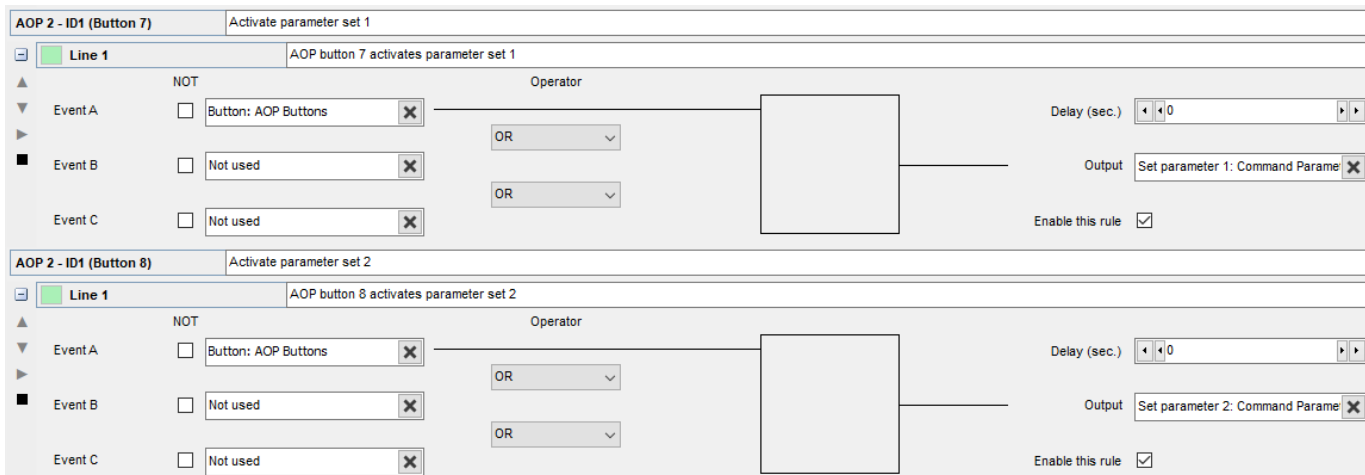 AOP 2 - ID1 (Button 7) Activate parameter set 1
Line 1 AOP button 7 activates parameter set 1
NOT Operator
Event A Button: AOP Buttons Delay (sec.) 0
OR
Event B Not used Output Set parameter 1: Command Parame
OR
Event C Not used Enable this rule
AOP 2 - ID1 (Button 8) Activate parameter set 2
Line 1 AOP button 8 activates parameter set 2
NOT Operator
Event A Button: AOP Buttons Delay (sec.) 0
OR
Event B Not used Output Set parameter 2: Command Parame
OR
Event C Not used Enable this rule